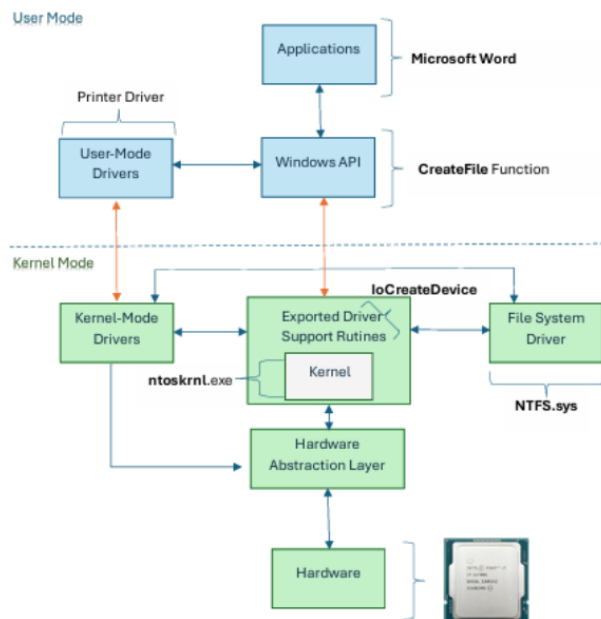 User Mode
Applications
Microsoft Word
Printer Driver
User-Mode
Drivers
Windows API
CreateFile Function
Kernel Mode
IoCreateDevice
Kernel-Mode
Drivers
Exported Driver
Support Rutines
File System
Driver
ntoskrnl.exe
Kernel
NTFS.sys
Hardware
Abstraction Layer
Hardware